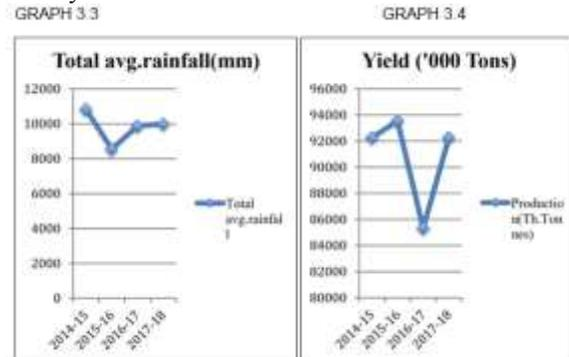 GRAPH 3.3
GRAPH 3.4
Total avg.rainfall(mm)
12000
10000
8000
6000
4000
2000
0
2014-15
2015-16
2016-17
2017-18
Total
avg.rainfal
l
Yield ('000 Tons)
96000
94000
92000
90000
88000
86000
84000
82000
80000
2014-15
2015-16
2016-17
2017-18
Productio
n(Th.Ton
nes)